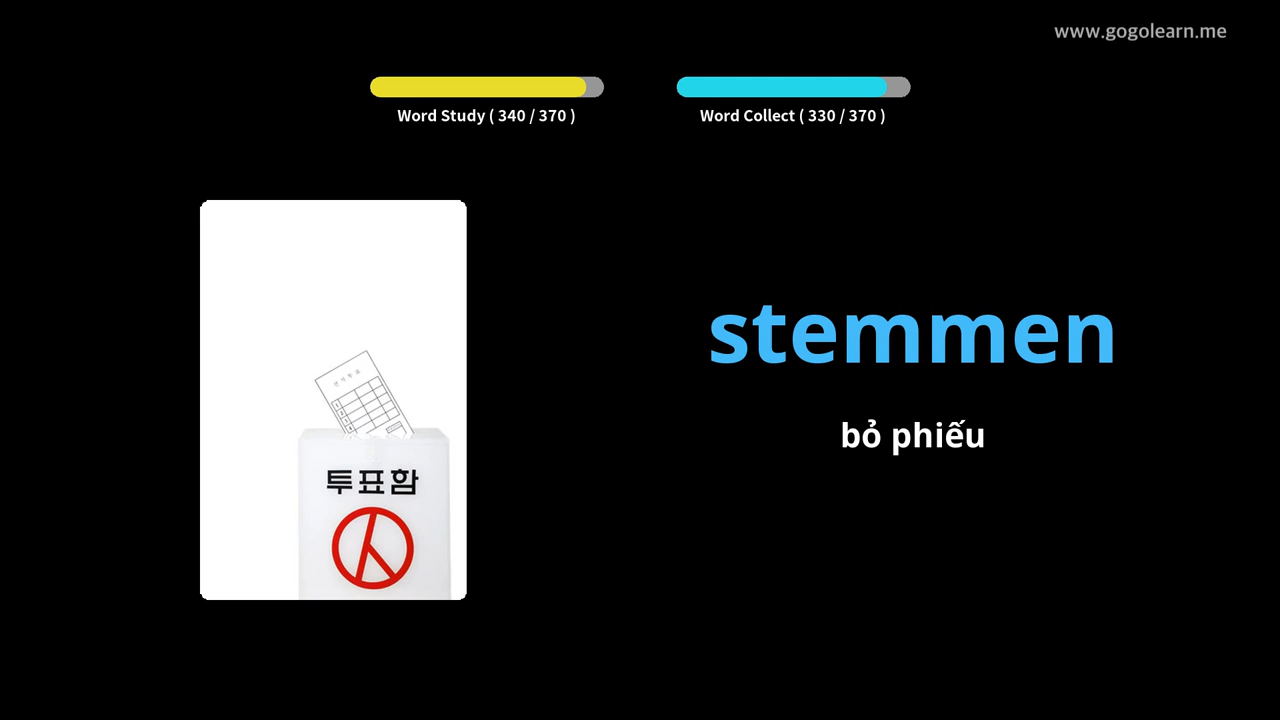 www.gogolearn.me
Word Study ( 340 / 370 )
Word Collect ( 330 / 370 )
stemmen
bỏ phiếu
투표함